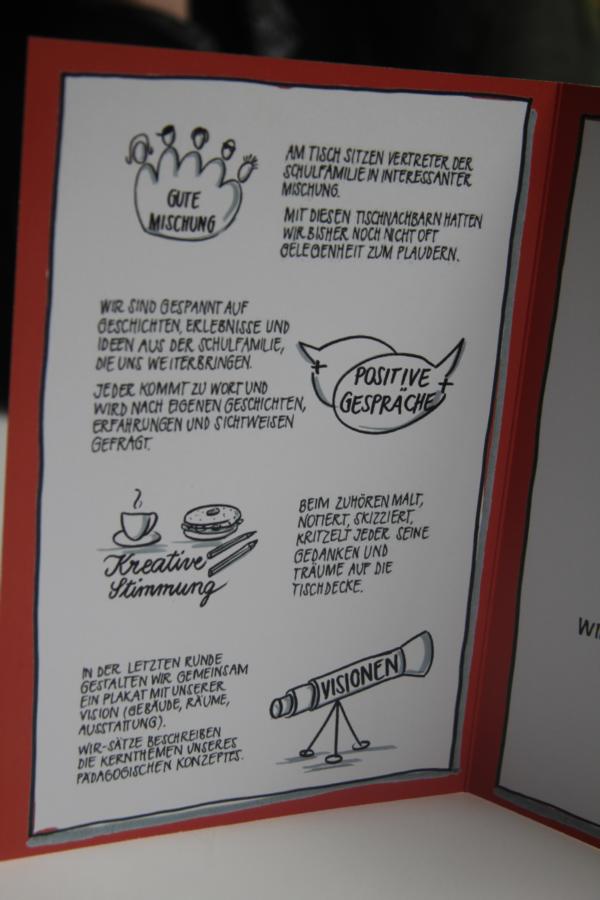 GUTE
MISCHUNG
AM TISCH SITZEN VERTRETER DER
SCHULFAMILIE IN INTERESSANTER
MISCHUNG.
MIT DIESEN TISCHNACHBARN HATTEN
WIR BISHER NOCH NICHT OFT
GELEGENHEIT ZUM PLAUDERN.
WIR SIND GESPANNT AUF
GESCHICHTEN, ERLEBNISSE UND
IDEEN AUS DER SCHULFAMILIE,
DIE UNS WEITERBRINGEN.
JEDER KOMMT ZU WORT UND
WIRD NACH EIGENEN GESCHICHTEN,
ERFAHRUNGEN UND SICHTWEISEN
GEFRAGT.
POSITIVE
GESPRÄCHE
Kreative
Stimmung
BEIM ZUHÖREN MALT,
NOTIERT, SKIZZIERT,
KRITZELT JEDER SEINE
GEDANKEN UND
TRÄUME AUF DIE
TISCHDECKE.
IN DER LETZTEN RUNDE
GESTALTEN WIR GEMEINSAM
EIN PLAKAT MIT UNSERER
VISION (GEBÄUDE, RÄUME,
AUSSTATTUNG).
WIR-SÄTZE BESCHREIBEN
DIE KERNTHEMEN UNSERES
PÄDAGOGISCHEN KONZEPTES.
VISIONEN